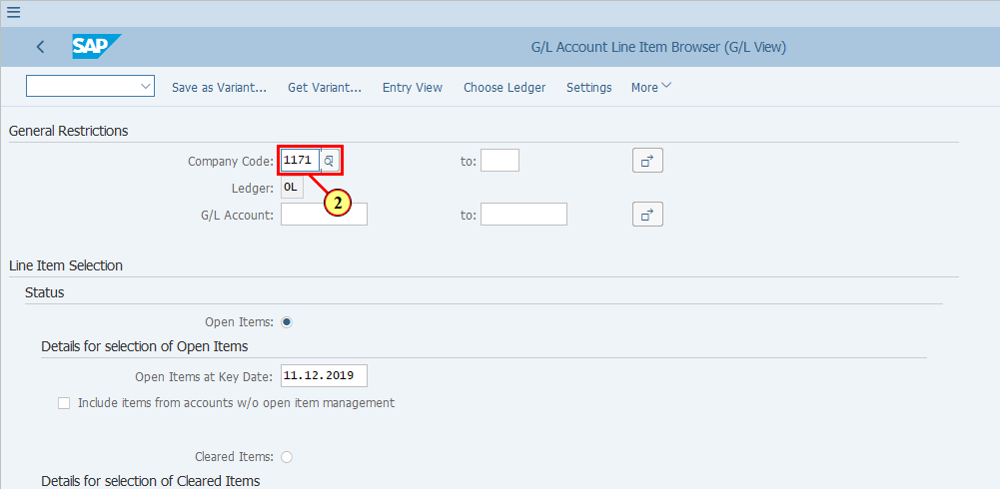 SAP G/L Account Line Item Browser (G/L View)
Save as Variant... Get Variant... Entry View Choose Ledger Settings More
General Restrictions
Company Code: 1171 to:
Ledger: 0L
2
G/L Account: to:
Line Item Selection
Status
Open Items:
Details for selection of Open Items
Open Items at Key Date: 11.12.2019
Include items from accounts w/o open item management
Cleared Items:
Details for selection of Cleared Items